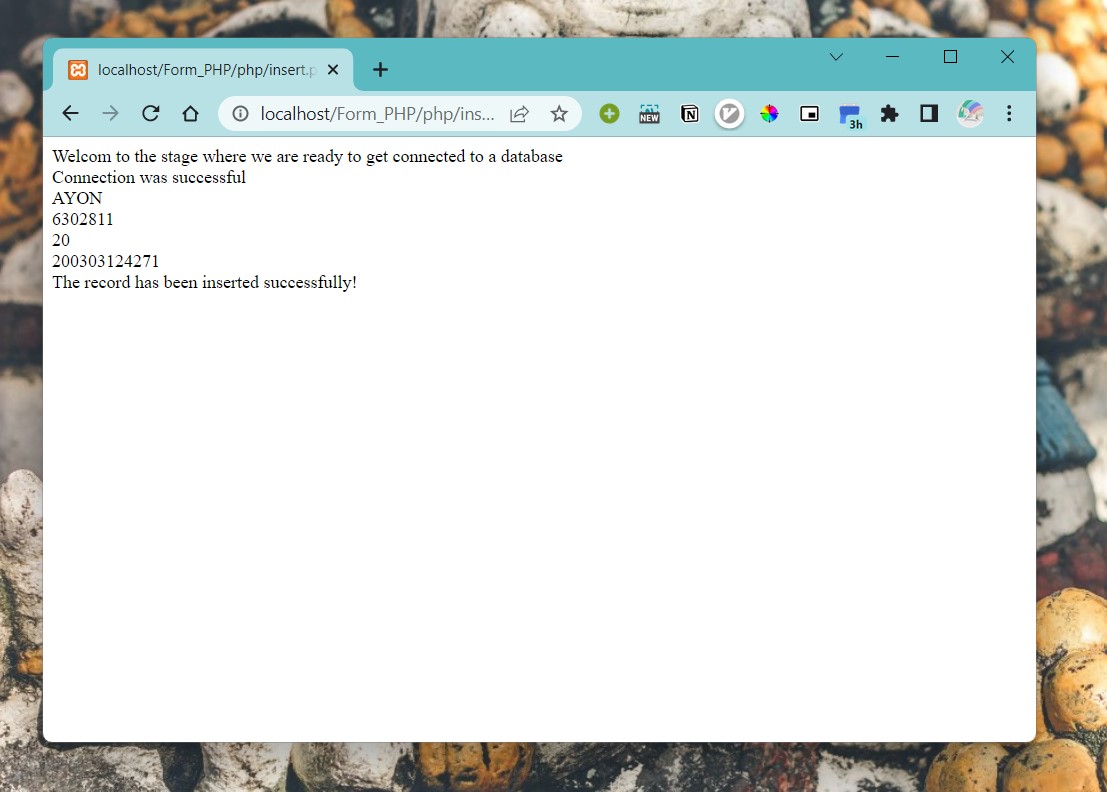 localhost/Form_PHP/php/insert.p
localhost/Form_PHP/php/ins...
NEW
3h
Welcom to the stage where we are ready to get connected to a database
Connection was successful
AYON
6302811
20
200303124271
The record has been inserted successfully!